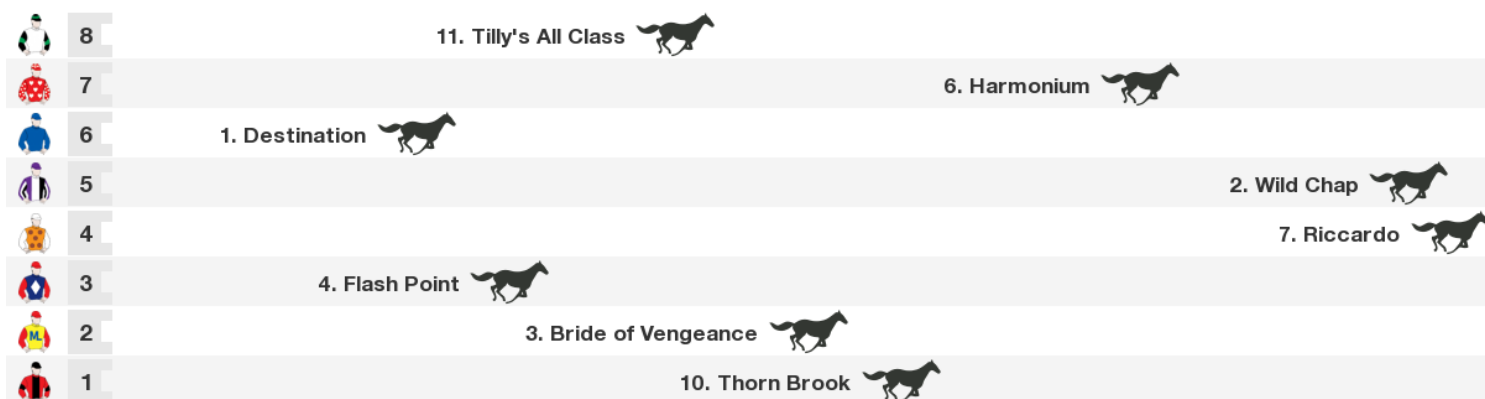 8 11. Tilly's All Class
7 6. Harmonium
6 1. Destination
5 2. Wild Chap
4 7. Riccardo
3 4. Flash Point
ML 2 3. Bride of Vengeance
1 10. Thorn Brook